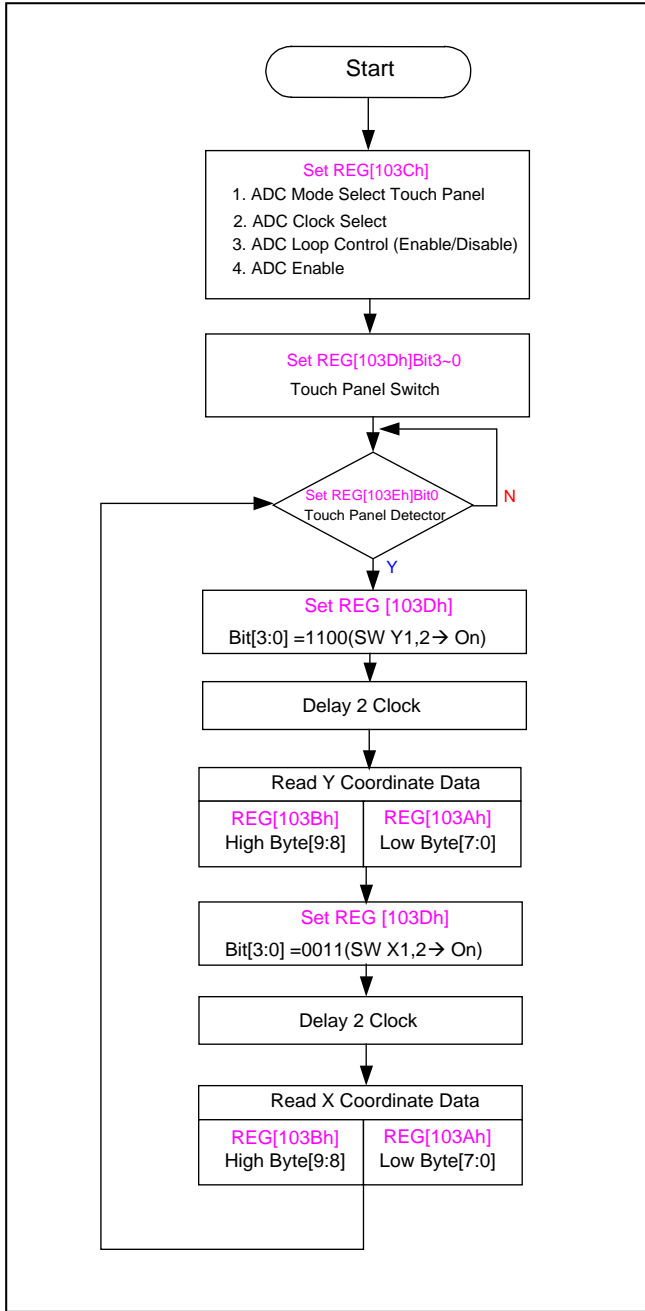 Start
Set REG[103Ch]
1. ADC Mode Select Touch Panel
2. ADC Clock Select
3. ADC Loop Control (Enable/Disable)
4. ADC Enable
Set REG[103Dh]Bit3~0
Touch Panel Switch
Set REG[103Eh]Bit0
Touch Panel Detector
N
Y
Set REG [103Dh]
Bit[3:0] =1100(SW Y1,2→ On)
Delay 2 Clock
Read Y Coordinate Data
REG[103Bh]
High Byte[9:8]
REG[103Ah]
Low Byte[7:0]
Set REG [103Dh]
Bit[3:0] =0011(SW X1,2→ On)
Delay 2 Clock
Read X Coordinate Data
REG[103Bh]
High Byte[9:8]
REG[103Ah]
Low Byte[7:0]